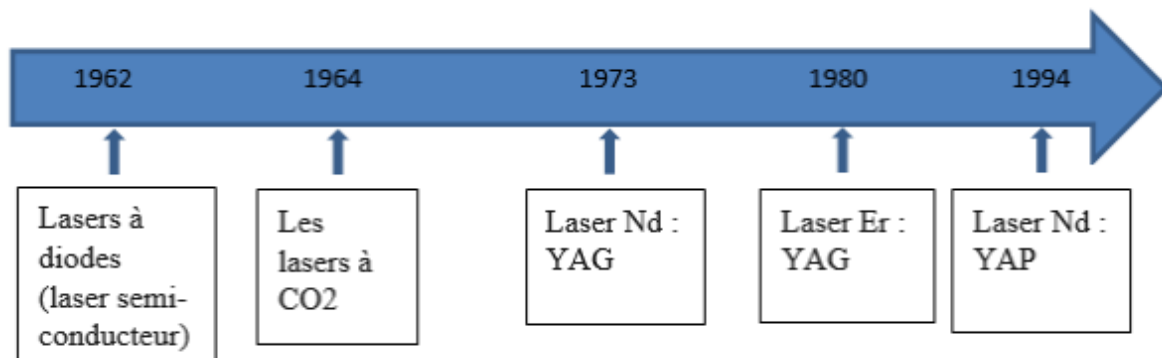 1962 1964 1973 1980 1994
Lasers à
diodes
(laser semi-
conducteur)
Les
lasers à
CO2
Laser Nd :
YAG
Laser Er :
YAG
Laser Nd :
YAP